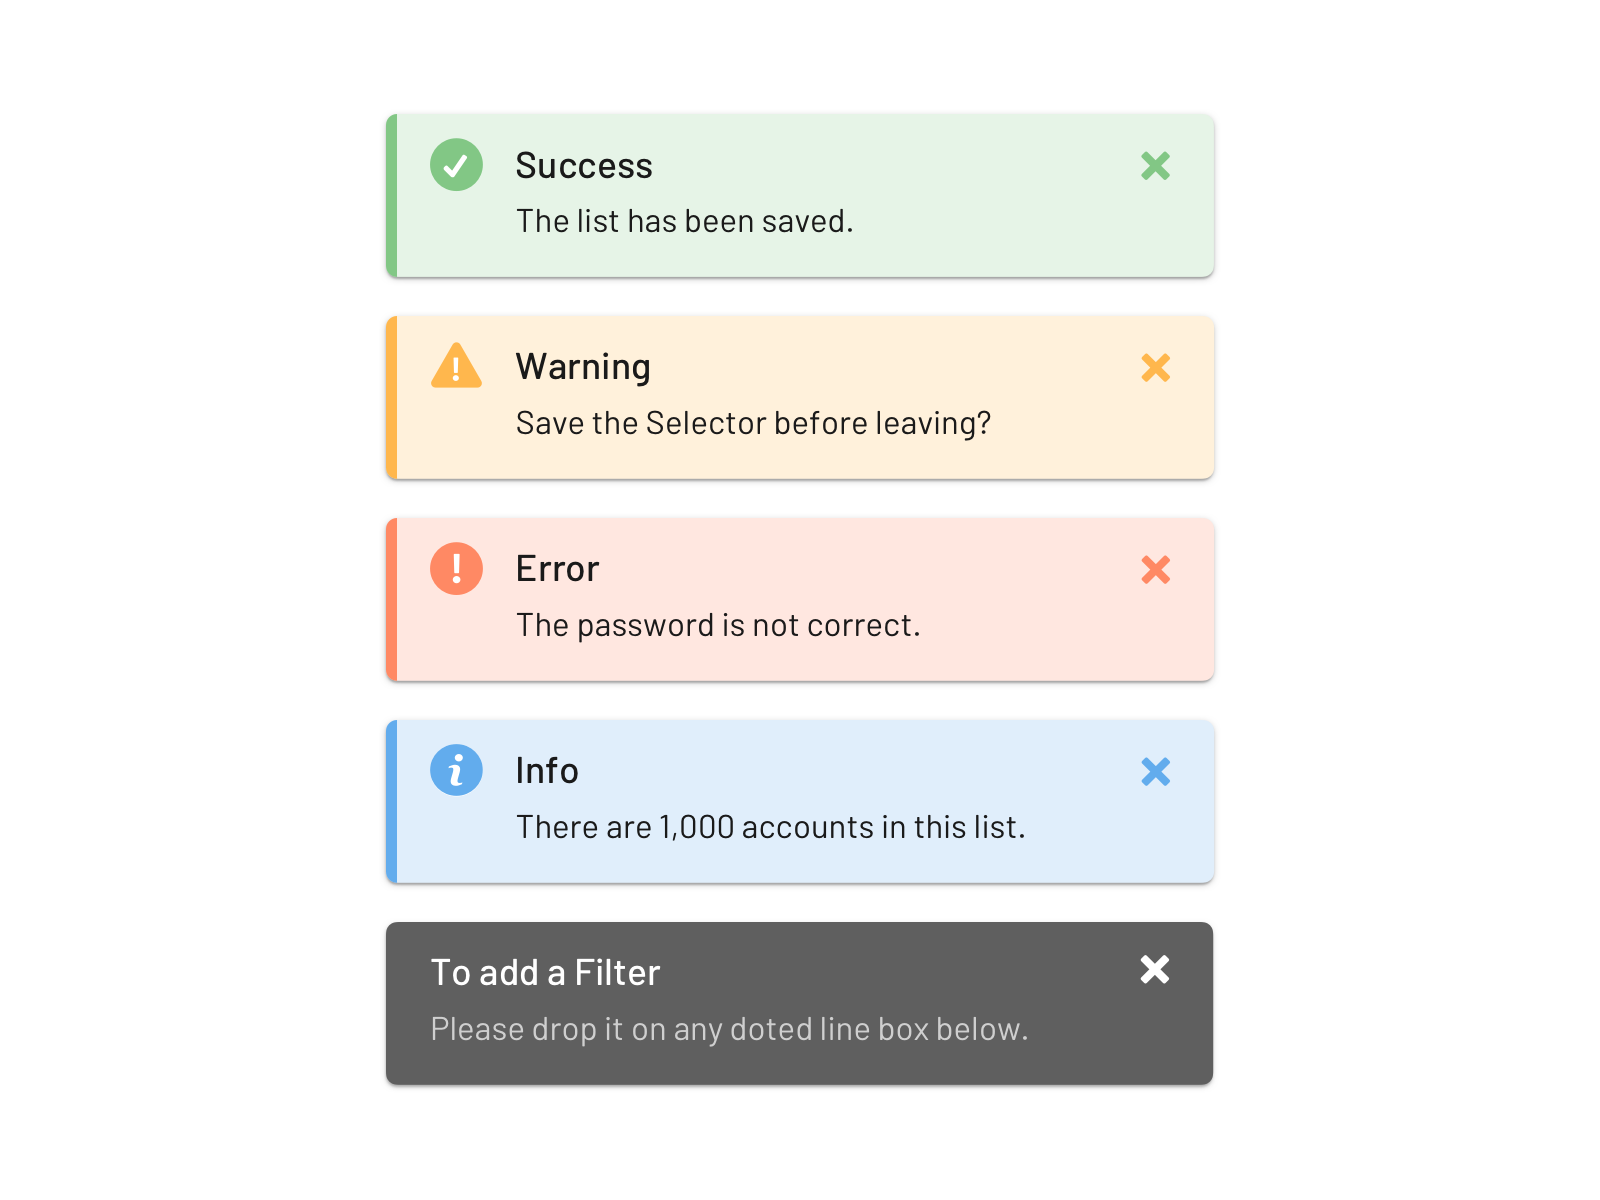 Success
The list has been saved.
Warning
Save the Selector before leaving?
Error
The password is not correct.
Info
There are 1,000 accounts in this list.
To add a Filter
Please drop it on any doted line box below.